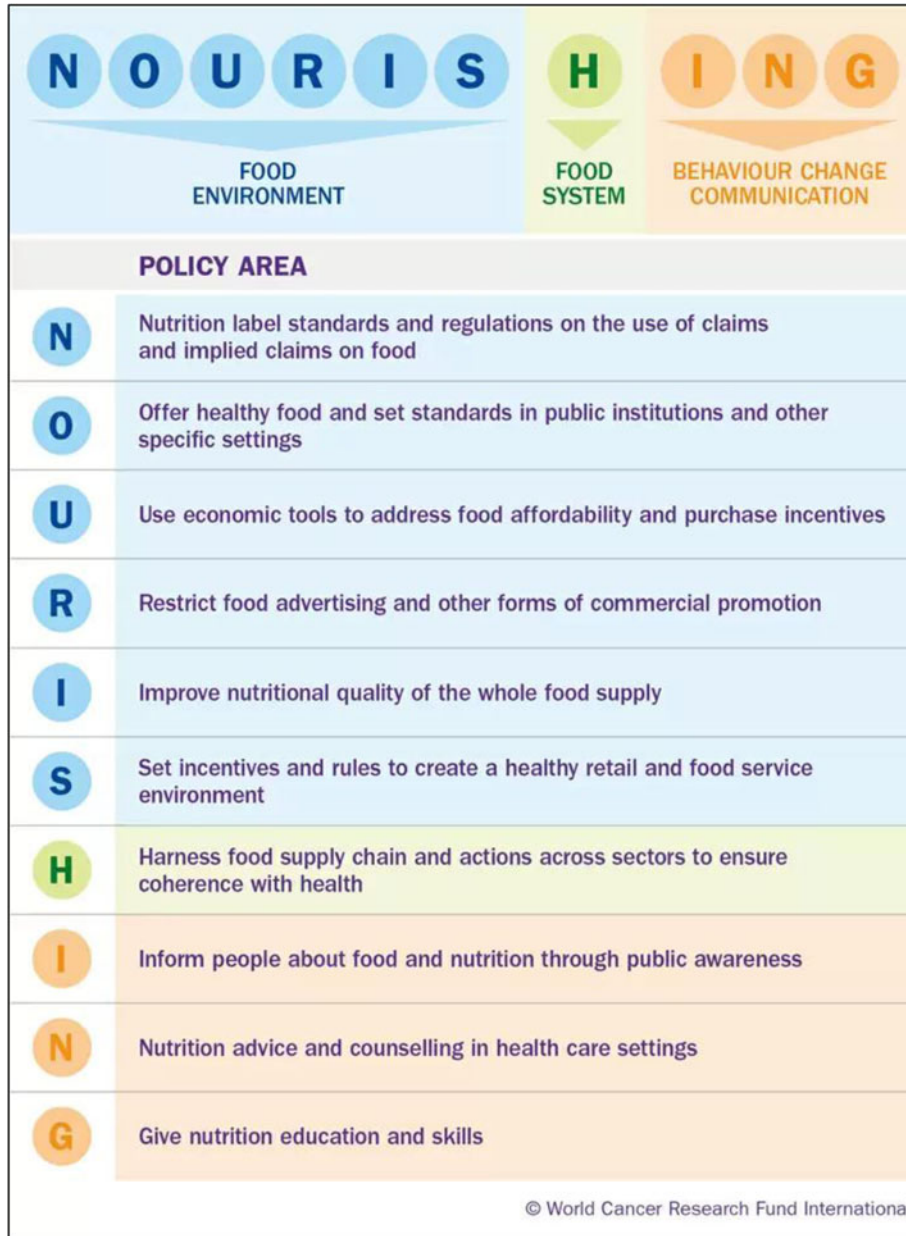 N O U R I S H I N G
FOOD
ENVIRONMENT
FOOD
SYSTEM
BEHAVIOUR CHANGE
COMMUNICATION
POLICY AREA
N
Nutrition label standards and regulations on the use of claims
and implied claims on food
O
Offer healthy food and set standards in public institutions and other
specific settings
U
Use economic tools to address food affordability and purchase incentives
R
Restrict food advertising and other forms of commercial promotion
I
Improve nutritional quality of the whole food supply
S
Set incentives and rules to create a healthy retail and food service
environment
H
Harness food supply chain and actions across sectors to ensure
coherence with health
I
Inform people about food and nutrition through public awareness
N
Nutrition advice and counselling in health care settings
G
Give nutrition education and skills
© World Cancer Research Fund Internationa